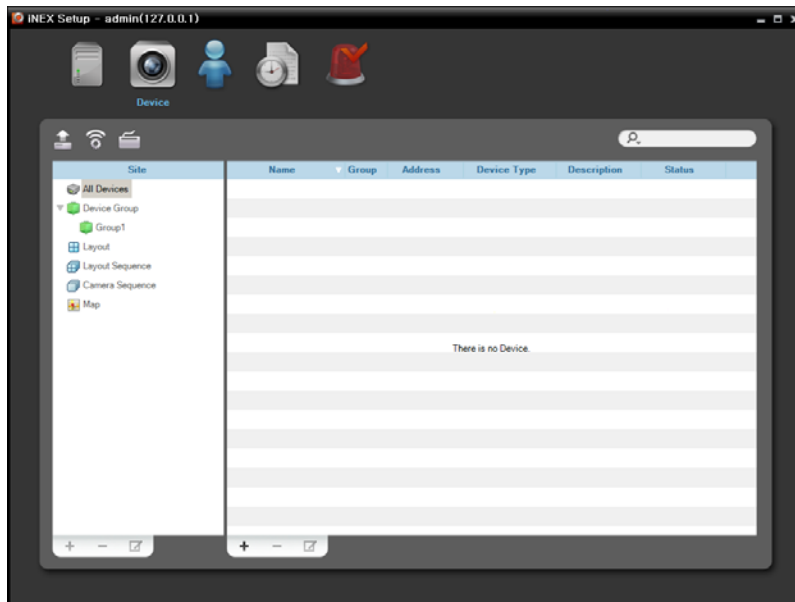 iNEX Setup - admin(127.0.0.1)
Device
Site
Name Group Address Device Type Description Status
All Devices
Device Group
Group1
Layout
Layout Sequence
Camera Sequence
Map
There is no Device.